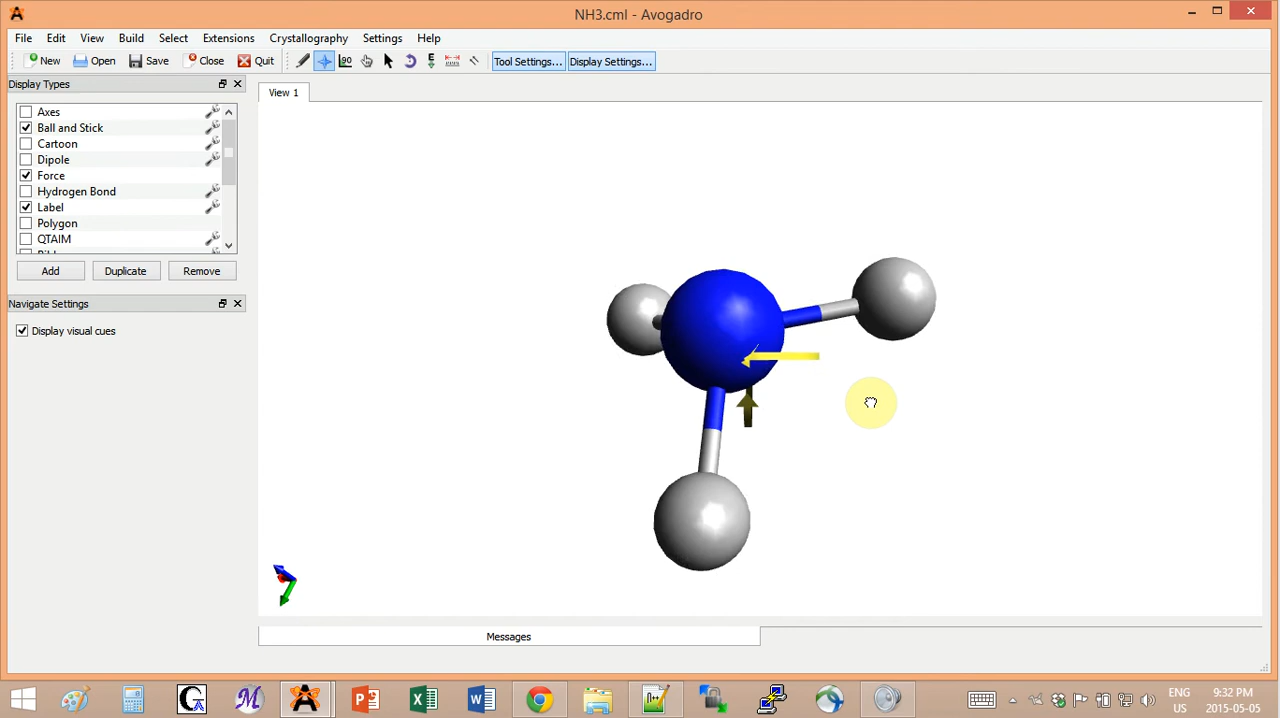 NH3.cml - Avogadro
File Edit View Build Select Extensions Crystallography Settings Help
New Open Save Close Quit 90 E Tool Settings... Display Settings...
Display Types
View 1
Axes
Ball and Stick
Cartoon
Dipole
Force
Hydrogen Bond
Label
Polygon
QTAIM
Add Duplicate Remove
Navigate Settings
Display visual cues
Messages
ENG 9:32 PM
US 2015-05-05